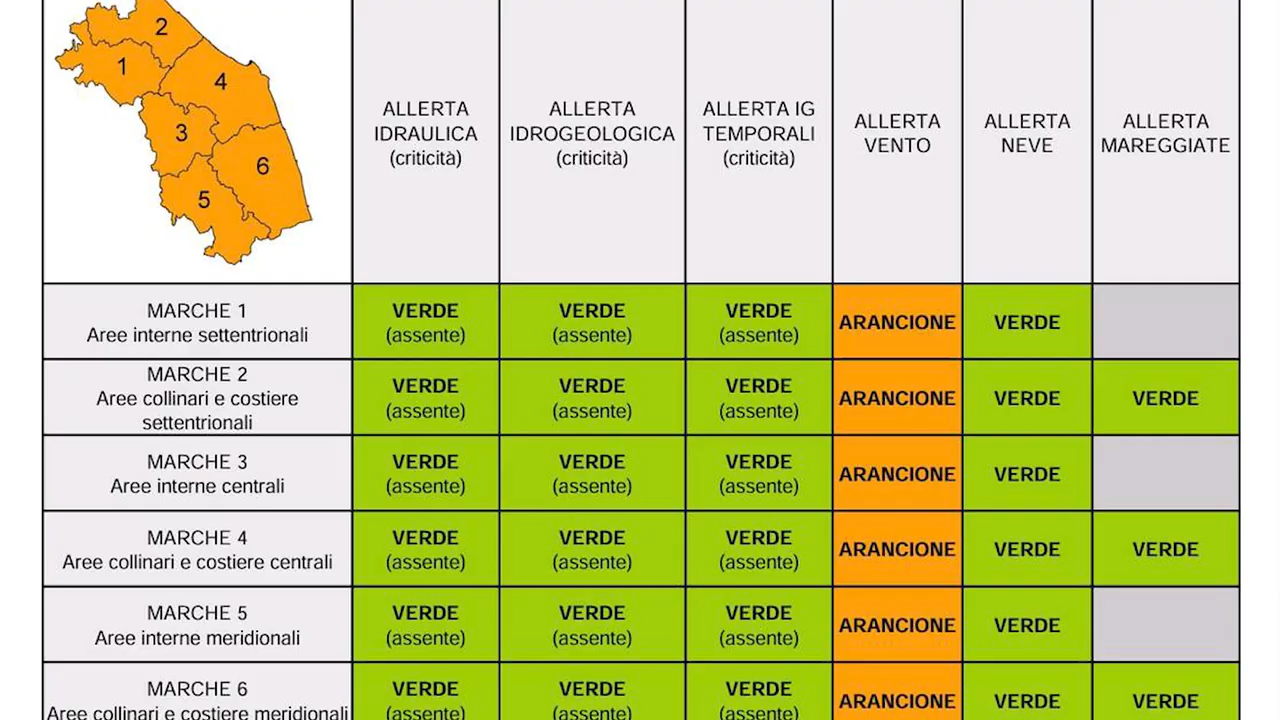 2
1
4
3
6
5
ALLERTA
IDRAULICA
(criticità)
ALLERTA
IDROGEOLOGICA
(criticità)
ALLERTA IG
TEMPORALI
(criticità)
ALLERTA
VENTO
ALLERTA
NEVE
ALLERTA
MAREGGIATE
MARCHE 1
Aree interne settentrionali
VERDE
(assente)
VERDE
(assente)
VERDE
(assente)
ARANCIONE
VERDE
MARCHE 2
Aree collinari e costiere
settentrionali
VERDE
(assente)
VERDE
(assente)
VERDE
(assente)
ARANCIONE
VERDE
VERDE
MARCHE 3
Aree interne centrali
VERDE
(assente)
VERDE
(assente)
VERDE
(assente)
ARANCIONE
VERDE
MARCHE 4
Aree collinari e costiere centrali
VERDE
(assente)
VERDE
(assente)
VERDE
(assente)
ARANCIONE
VERDE
VERDE
MARCHE 5
Aree interne meridionali
VERDE
(assente)
VERDE
(assente)
VERDE
(assente)
ARANCIONE
VERDE
MARCHE 6
Aree collinari e costiere meridionali
VERDE
(assente)
VERDE
(assente)
VERDE
(assente)
ARANCIONE
VERDE
VERDE